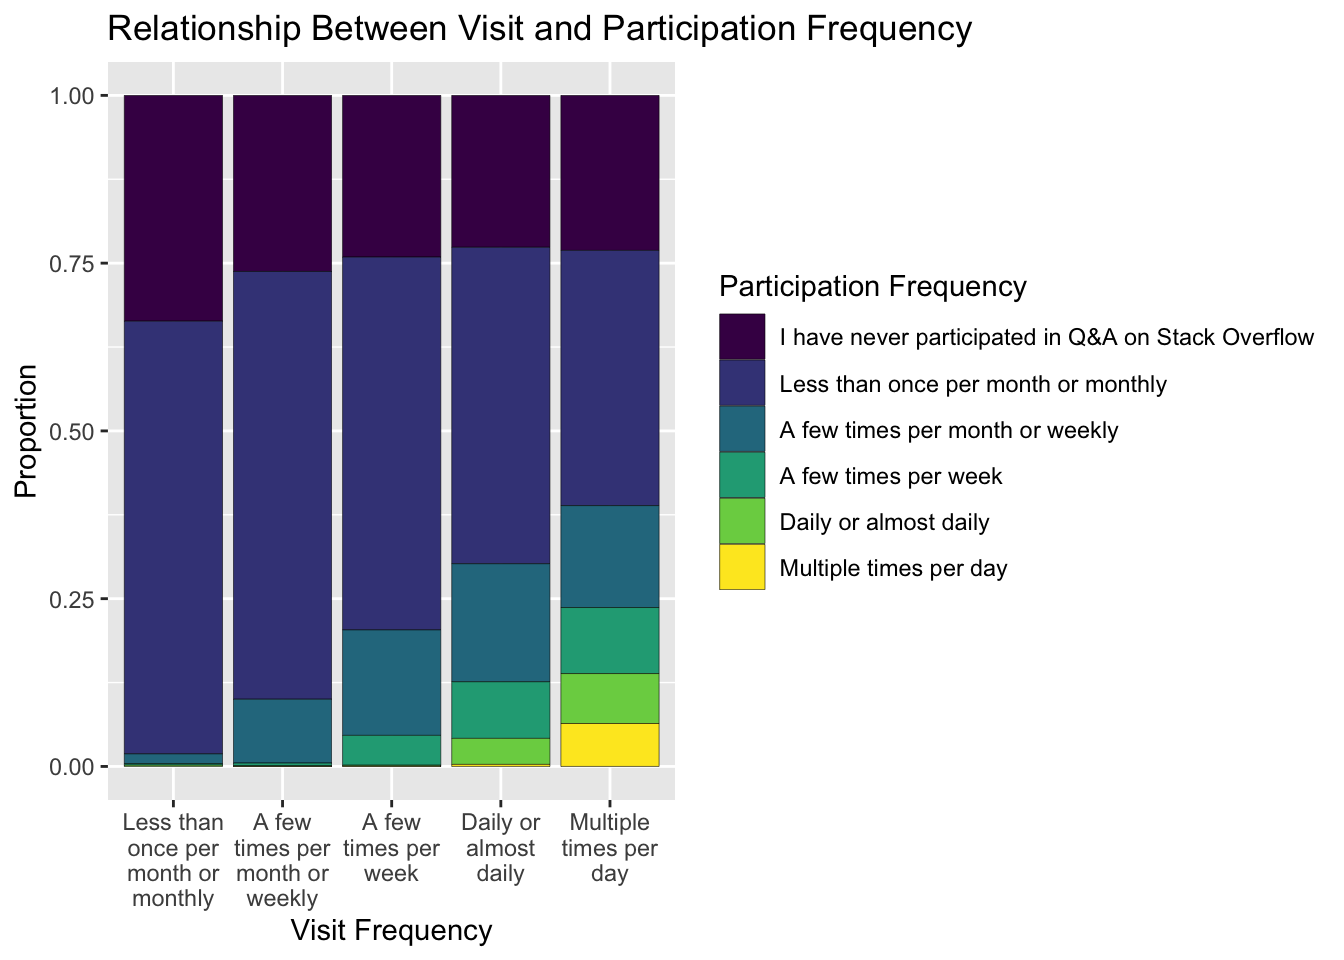 Relationship Between Visit and Participation Frequency
1.00
0.75
0.50
0.25
0.00
Proportion
Less than
once per
month or
monthly
A few
times per
month or
weekly
A few
times per
week
Daily or
almost
daily
Multiple
times per
day
Visit Frequency
Participation Frequency
I have never participated in Q&A on Stack Overflow
Less than once per month or monthly
A few times per month or weekly
A few times per week
Daily or almost daily
Multiple times per day